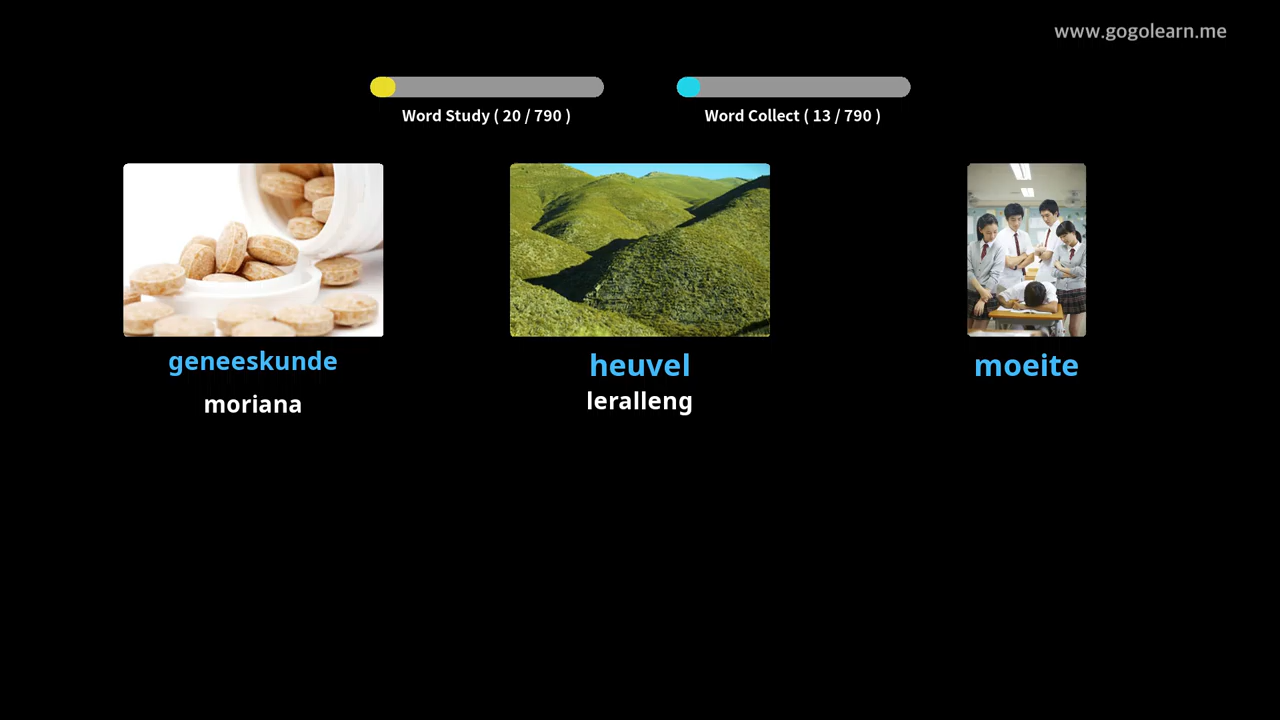 www.gogolearn.me
Word Study ( 20 / 790 )
Word Collect ( 13 / 790 )
geneeskunde
heuvel
moeite
moriana
leralleng